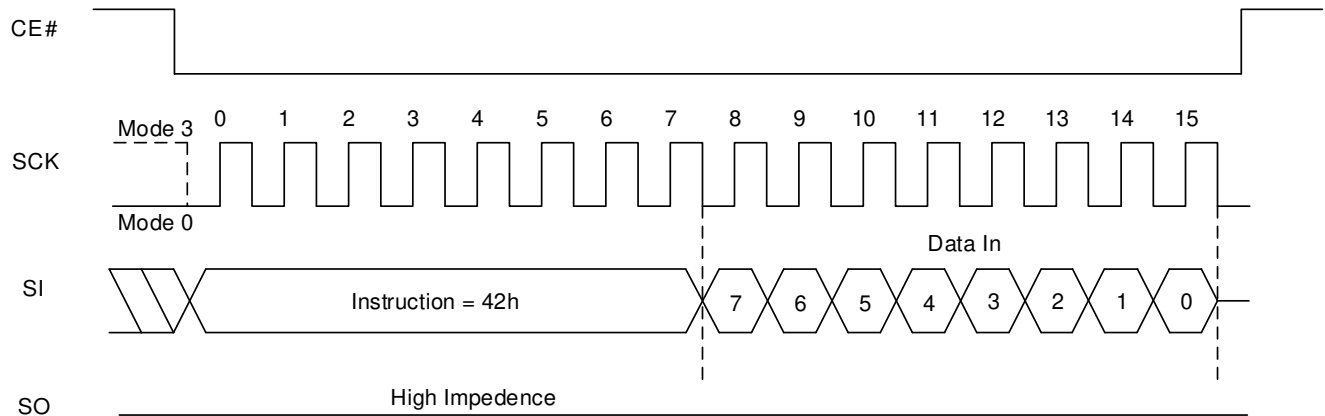 CE#
Mode 3 0 1 2 3 4 5 6 7 8 9 10 11 12 13 14 15
SCK
Mode 0
Data In
SI Instruction = 42h 7 6 5 4 3 2 1 0
High Impedence
SO